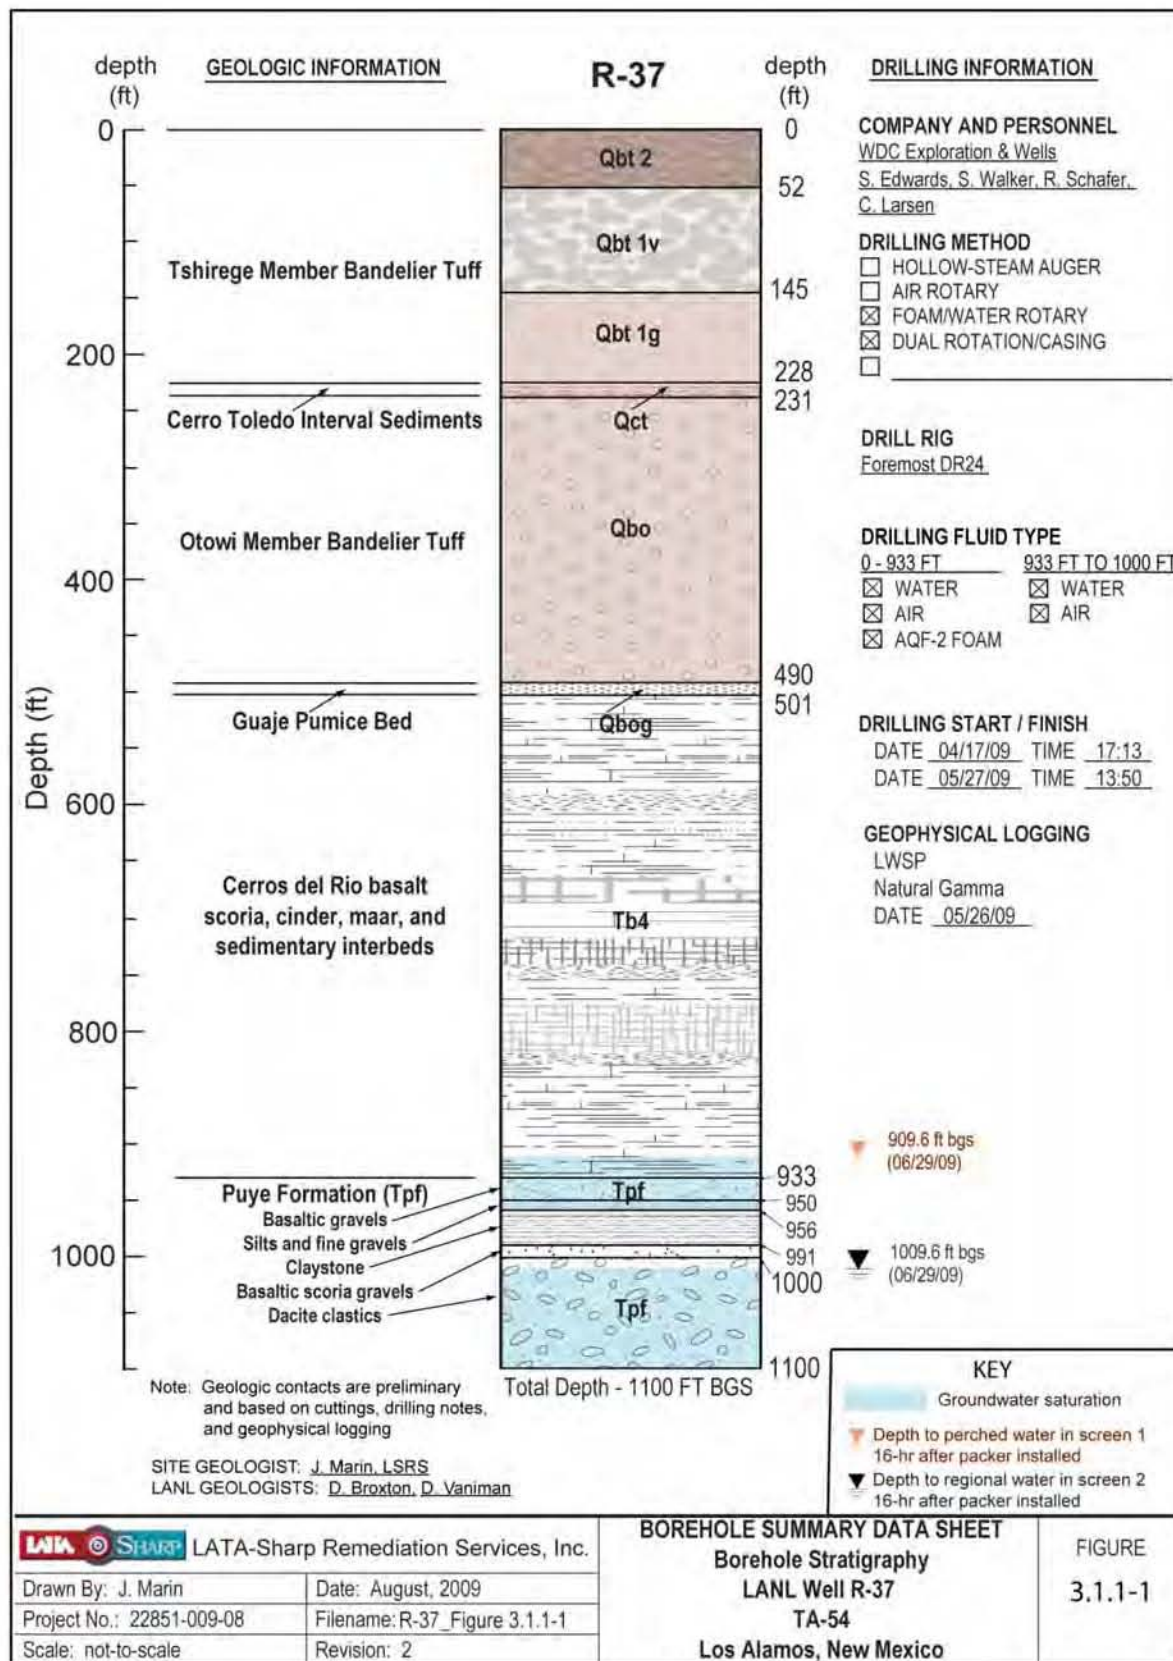 depth
(ft)
GEOLOGIC INFORMATION
R-37
depth
(ft)
DRILLING INFORMATION
0
200
400
600
800
1000
Depth (ft)
Tshirege Member Bandelier Tuff
Cerro Toledo Interval Sediments
Otowi Member Bandelier Tuff
Guaje Pumice Bed
Cerros del Rio basalt
scoria, cinder, maar, and
sedimentary interbeds
Puye Formation (Tpf)
Basaltic gravels
Silts and fine gravels
Claystone
Basaltic scoria gravels
Dacite clastics
Qbt 2
Qbt 1v
Qbt 1g
Qct
Qbo
Qbog
Tb4
Tpf
Tpf
0
52
145
228
231
490
501
933
950
956
991
1000
1100
Total Depth - 1100 FT BGS
COMPANY AND PERSONNEL
WDC Exploration & Wells
S. Edwards, S. Walker, R. Schafer,
C. Larsen
DRILLING METHOD
HOLLOW-STEAM AUGER
AIR ROTARY
FOAM/WATER ROTARY
DUAL ROTATION/CASING
DRILL RIG
Foremost DR24
DRILLING FLUID TYPE
0 - 933 FT 933 FT TO 1000 FT
WATER WATER
AIR AIR
AQF-2 FOAM
DRILLING START / FINISH
DATE 04/17/09 TIME 17:13
DATE 05/27/09 TIME 13:50
GEOPHYSICAL LOGGING
LWSP
Natural Gamma
DATE 05/26/09
909.6 ft bgs
(06/29/09)
1009.6 ft bgs
(06/29/09)
KEY
Groundwater saturation
Depth to perched water in screen 1
16-hr after packer installed
Depth to regional water in screen 2
16-hr after packer installed
Note: Geologic contacts are preliminary
and based on cuttings, drilling notes,
and geophysical logging
SITE GEOLOGIST: J. Marin, LSRS
LANL GEOLOGISTS: D. Broxton, D. Vaniman
LATA SHARP LATA-Sharp Remediation Services, Inc.
Drawn By: J. Marin
Date: August, 2009
Project No.: 22851-009-08
Filename: R-37_Figure 3.1.1-1
Scale: not-to-scale
Revision: 2
BOREHOLE SUMMARY DATA SHEET
Borehole Stratigraphy
LANL Well R-37
TA-54
Los Alamos, New Mexico
FIGURE
3.1.1-1